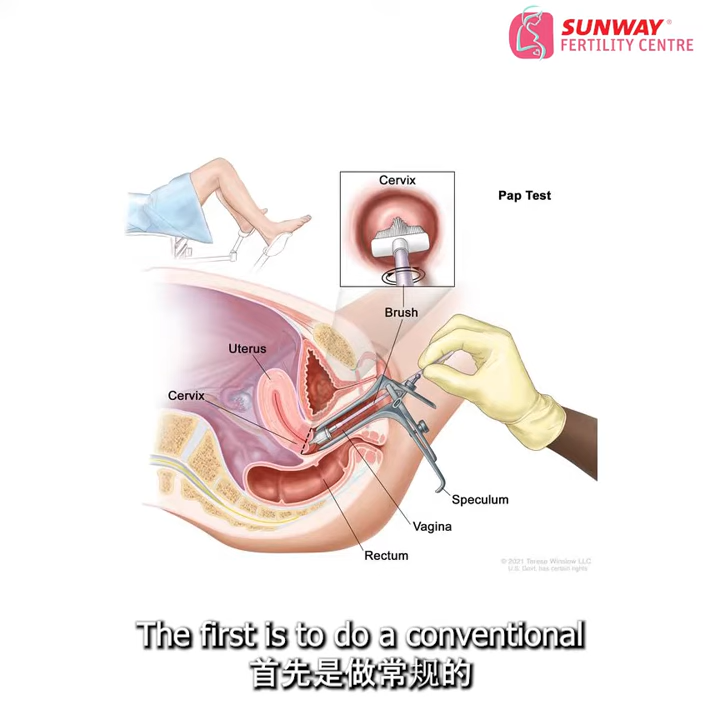 SUNWAY®
FERTILITY CENTRE
Cervix
Pap Test
Brush
Uterus
Cervix
Speculum
Vagina
Rectum
© 2021 Terese Winslow LLC
U.S. Govt. has certain rights
The first is to do a conventional
首先是做常规的